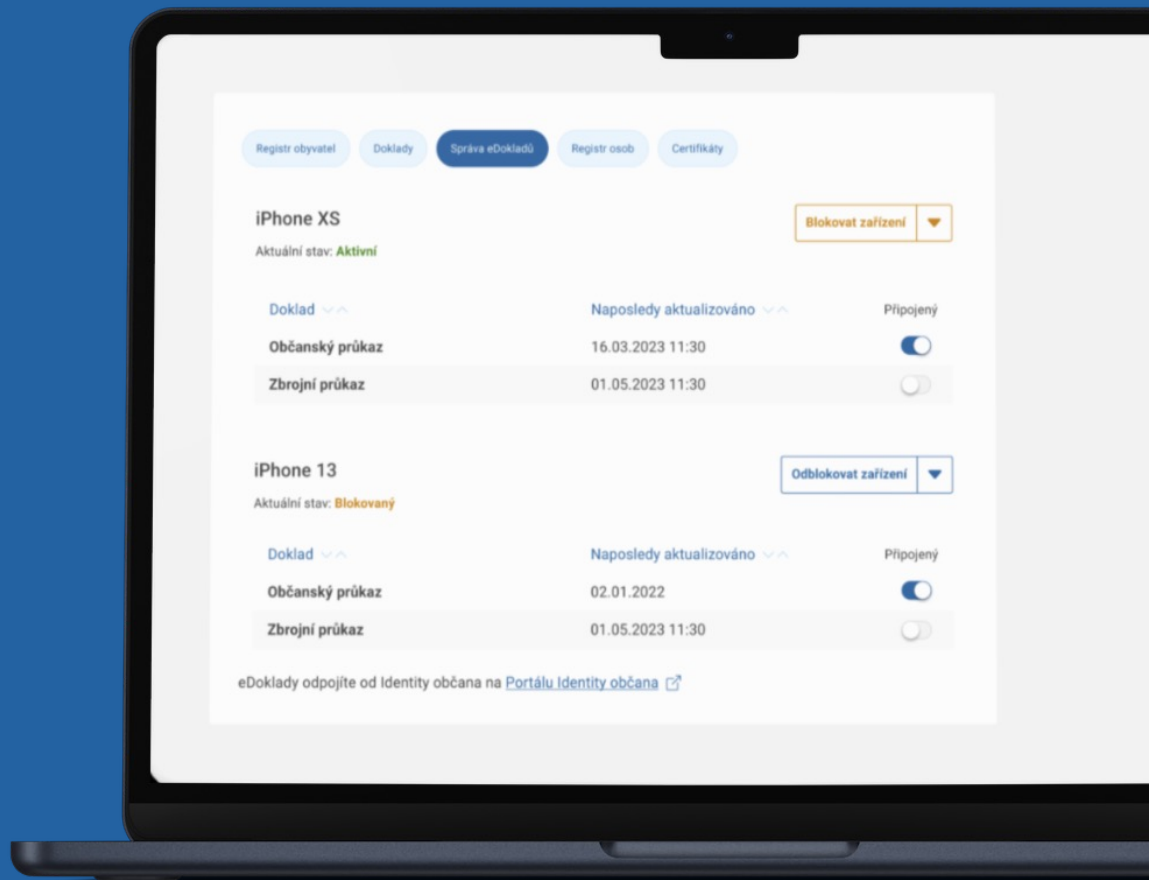 Registr obyvatel Doklady Správa eDokladů Registr osob Certifikáty
iPhone XS
Blokovat zařízení
Aktuální stav: Aktivní
Doklad Naposledy aktualizováno Připojený
Občanský průkaz 16.03.2023 11:30
Zbrojní průkaz 01.05.2023 11:30
iPhone 13
Odblokovat zařízení
Aktuální stav: Blokovaný
Doklad Naposledy aktualizováno Připojený
Občanský průkaz 02.01.2022
Zbrojní průkaz 01.05.2023 11:30
eDoklady odpojíte od Identity občana na Portálu Identity občana